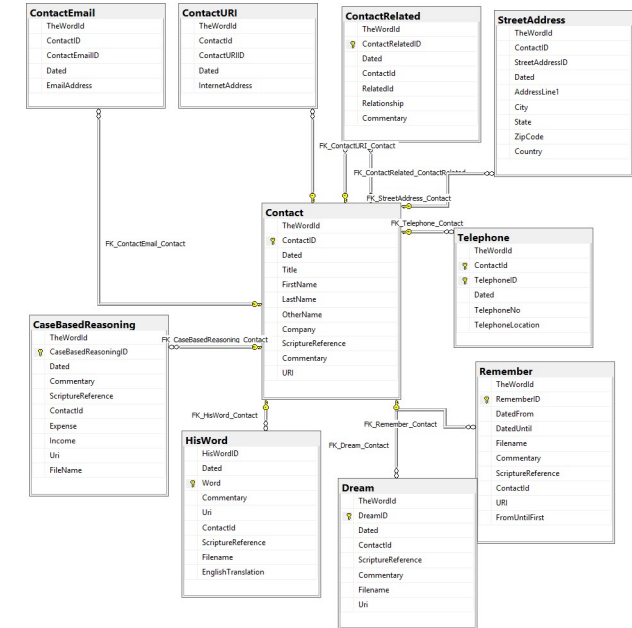 ContactEmail
TheWordId
ContactID
ContactEmailID
Dated
EmailAddress
ContactURI
TheWordId
ContactId
ContactURIID
Dated
InternetAddress
ContactRelated
TheWordId
ContactRelatedID
Dated
ContactId
RelatedId
Relationship
Commentary
StreetAddress
TheWordId
ContactID
StreetAddressID
Dated
AddressLine1
City
State
ZipCode
Country
FK_ContactURI_Contact
FK_ContactRelated_ContactRelated
FK_StreetAddress_Contact
FK_Telephone_Contact
FK_ContactEmail_Contact
Contact
TheWordId
ContactID
Dated
Title
FirstName
LastName
OtherName
Company
ScriptureReference
Commentary
URI
Telephone
TheWordId
ContactId
TelephoneID
Dated
TelephoneNo
TelephoneLocation
CaseBasedReasoning
TheWordId
CaseBasedReasoningID
Dated
Commentary
ScriptureReference
ContactId
Expense
Income
Uri
FileName
FK_CaseBasedReasoning_Contact
FK_HisWord_Contact
FK_Remember_Contact
FK_Dream_Contact
Remember
TheWordId
RememberID
DatedFrom
DatedUntil
Filename
Commentary
ScriptureReference
ContactId
URI
FromUntilFirst
HisWord
HisWordID
Dated
Word
Commentary
Uri
ContactId
ScriptureReference
Filename
EnglishTranslation
Dream
TheWordId
DreamID
Dated
ContactId
ScriptureReference
Commentary
Filename
Uri